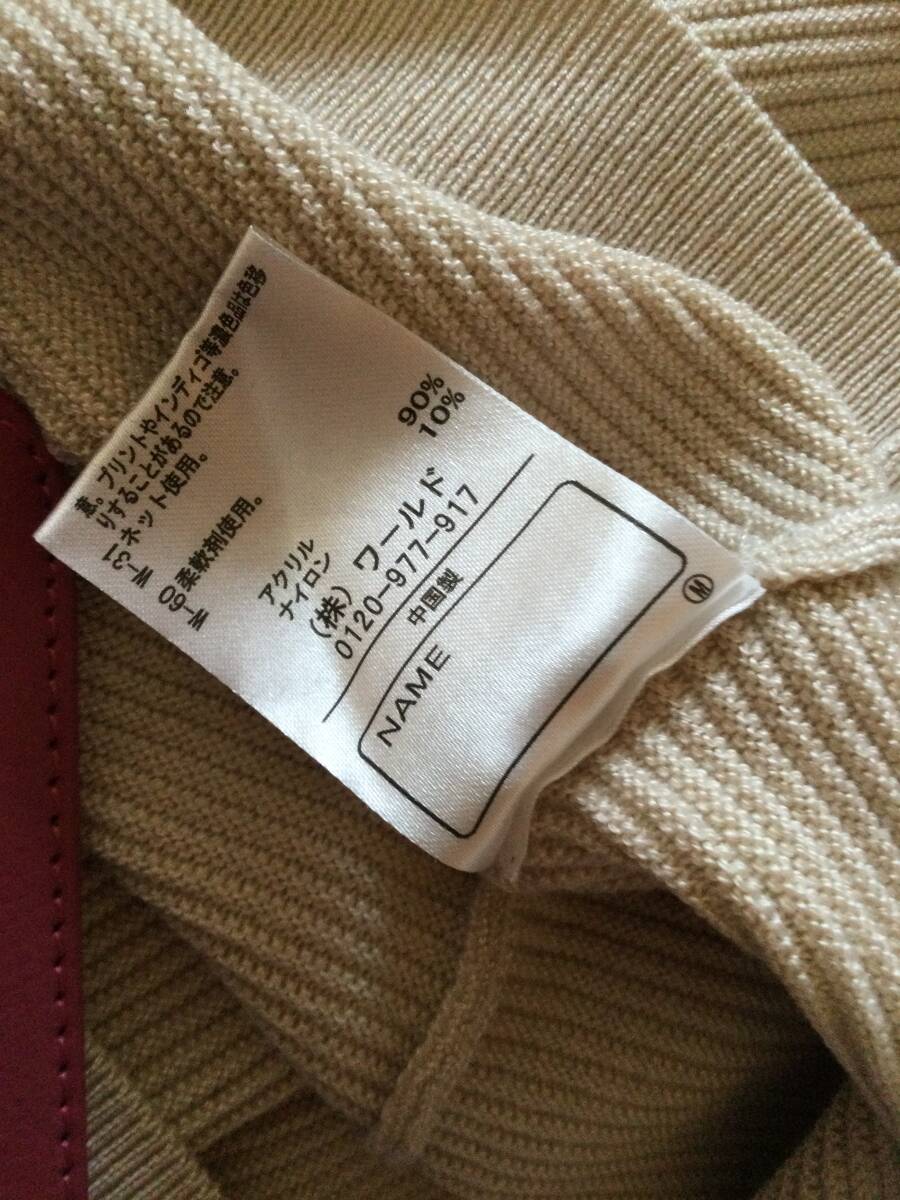 意。プリントやインディゴ等濃色品は色移
りすることがあるので注意。
ネット使用。
W-31
柔軟剤使用。
W-60
アクリル 90%
ナイロン 10%
(株) ワールド
0120-977-917
中国製
NAME
M